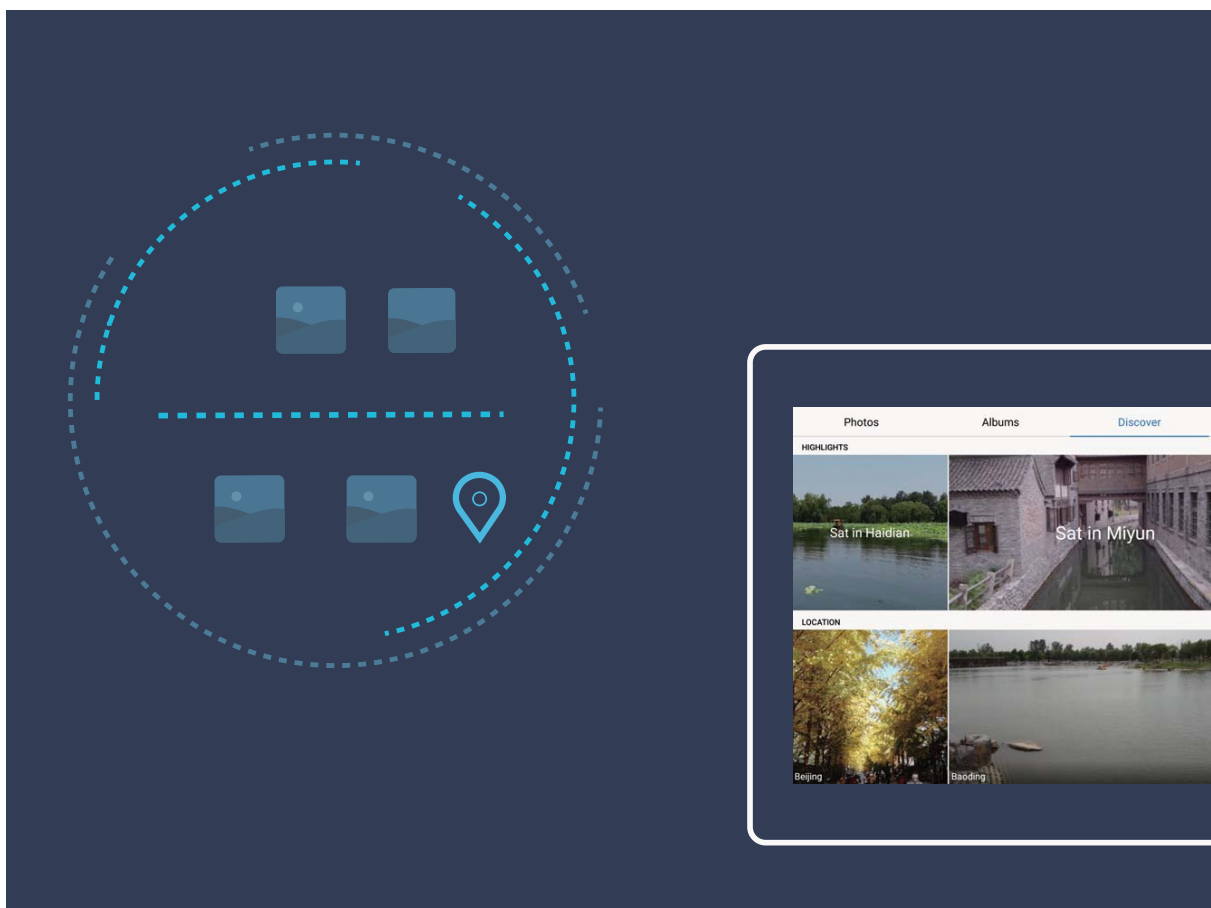 Photos Albums Discover
HIGHLIGHTS
Sat in Haidian
Sat in Miyun
LOCATION
Beijing
Baoding